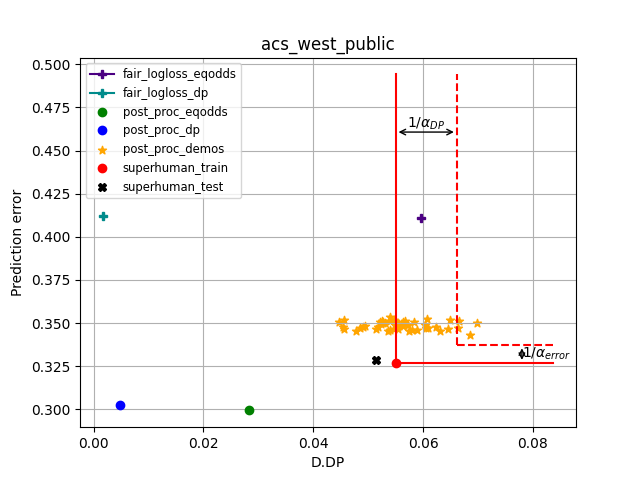 acs_west_public
0.500
0.475
0.450
0.425
0.400
0.375
0.350
0.325
0.300
Prediction error
fair_logloss_eqodds
fair_logloss_dp
post_proc_eqodds
post_proc_dp
post_proc_demos
superhuman_train
superhuman_test
1/α_DP
1/α_error
0.00 0.02 0.04 0.06 0.08
D.DP